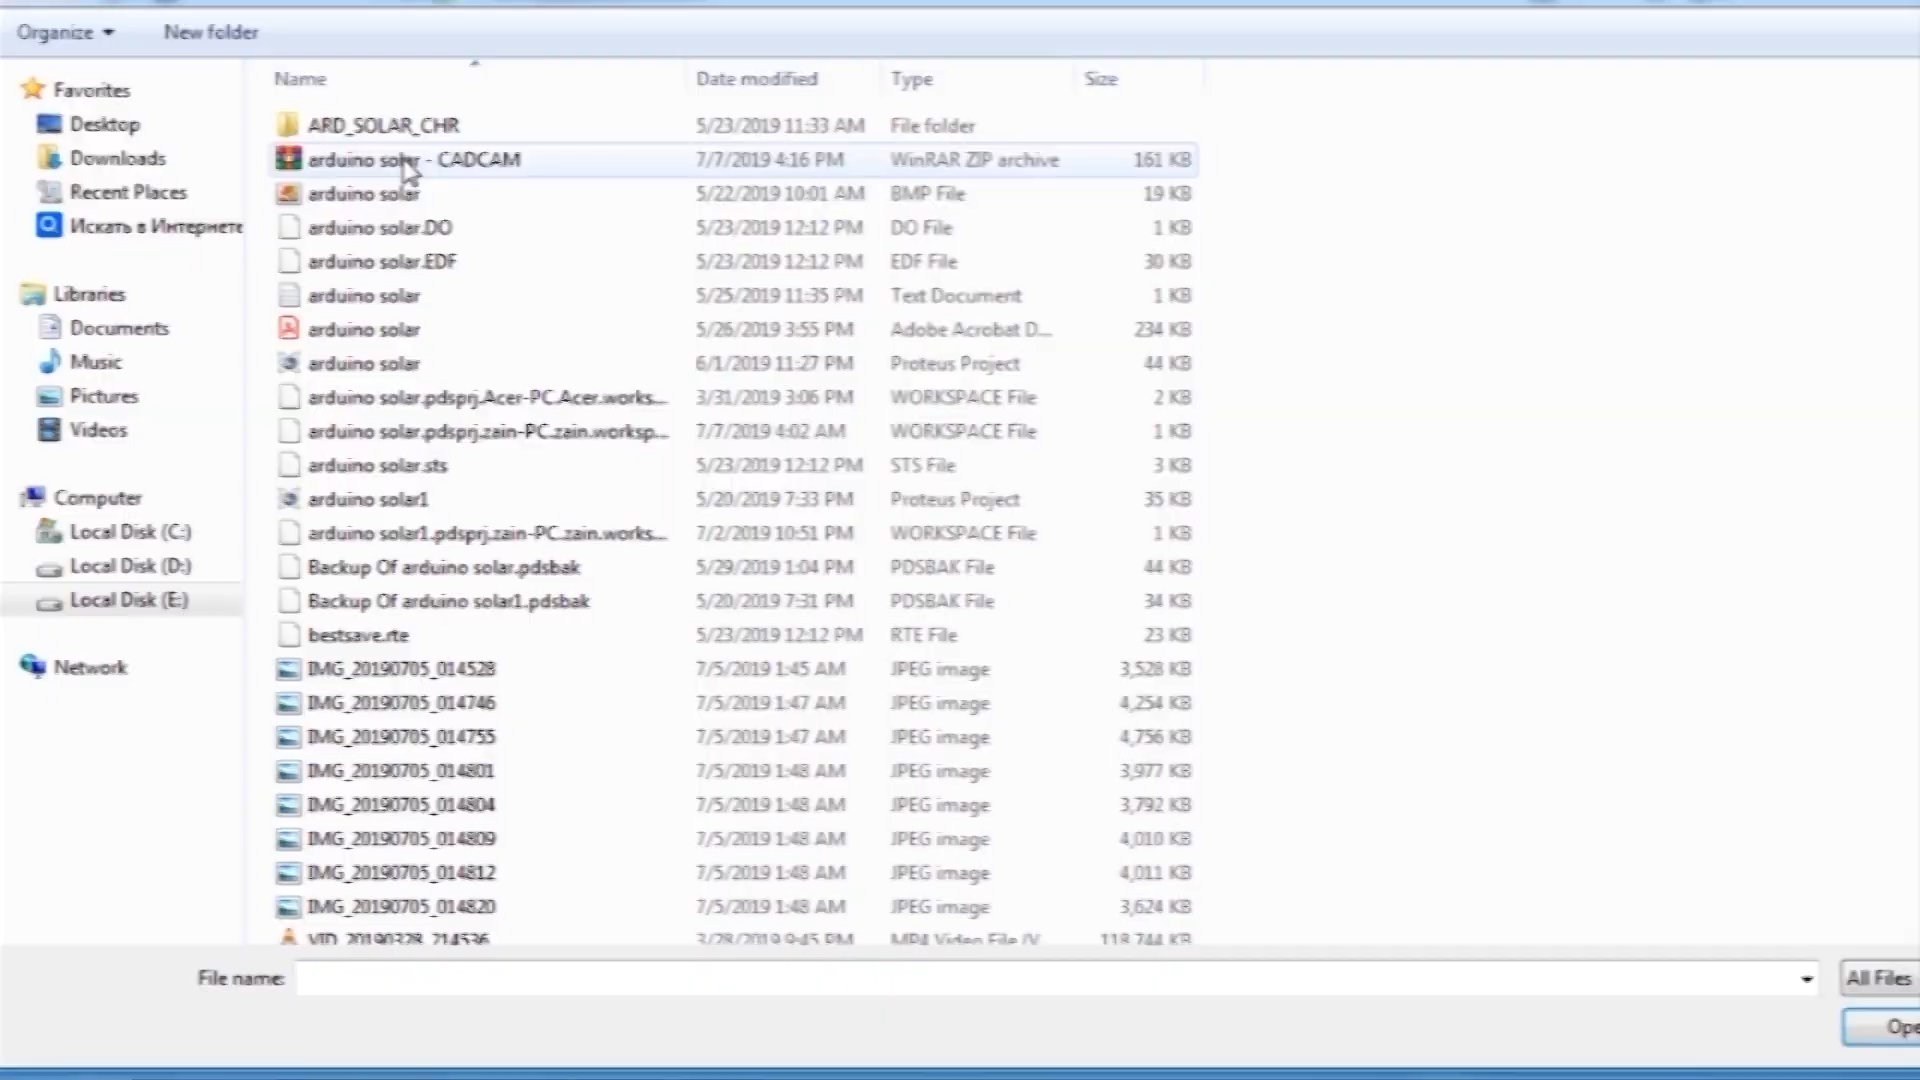 Organize
New folder
Name
Date modified
Type
Size
Favorites
Desktop
Downloads
Recent Places
Искать в Интернете
Libraries
Documents
Music
Pictures
Videos
Computer
Local Disk (C:)
Local Disk (D:)
Local Disk (E:)
Network
ARD_SOLAR_CHR 5/23/2019 11:33 AM File folder
arduino solar - CADCAM 7/7/2019 4:16 PM WinRAR ZIP archive 161 KB
arduino solar 5/22/2019 10:01 AM BMP File 19 KB
arduino solar.DO 5/23/2019 12:12 PM DO File 1 KB
arduino solar.EDF 5/23/2019 12:12 PM EDF File 30 KB
arduino solar 5/25/2019 11:35 PM Text Document 1 KB
arduino solar 5/26/2019 3:55 PM Adobe Acrobat D... 234 KB
arduino solar 6/1/2019 11:27 PM Proteus Project 44 KB
arduino solar.pdsprj.Acer-PC.Acer.works... 3/31/2019 3:06 PM WORKSPACE File 2 KB
arduino solar.pdsprj.zain-PC.zain.worksp... 7/7/2019 4:02 AM WORKSPACE File 1 KB
arduino solar.sts 5/23/2019 12:12 PM STS File 3 KB
arduino solar1 5/20/2019 7:33 PM Proteus Project 35 KB
arduino solar1.pdsprj.zain-PC.zain.works... 7/2/2019 10:51 PM WORKSPACE File 1 KB
Backup Of arduino solar.pdsbak 5/29/2019 1:04 PM PDSBAK File 44 KB
Backup Of arduino solar1.pdsbak 5/20/2019 7:31 PM PDSBAK File 34 KB
bestsave.rte 5/23/2019 12:12 PM RTE File 23 KB
IMG_20190705_014528 7/5/2019 1:45 AM JPEG image 3,528 KB
IMG_20190705_014746 7/5/2019 1:47 AM JPEG image 4,254 KB
IMG_20190705_014755 7/5/2019 1:47 AM JPEG image 4,756 KB
IMG_20190705_014801 7/5/2019 1:48 AM JPEG image 3,977 KB
IMG_20190705_014804 7/5/2019 1:48 AM JPEG image 3,792 KB
IMG_20190705_014809 7/5/2019 1:48 AM JPEG image 4,010 KB
IMG_20190705_014812 7/5/2019 1:48 AM JPEG image 4,011 KB
IMG_20190705_014820 7/5/2019 1:48 AM JPEG image 3,624 KB
VID_20190328_214536 3/28/2019 9:45 PM MP4 Video File (V 118,744 KB
File name:
All Files
Ope